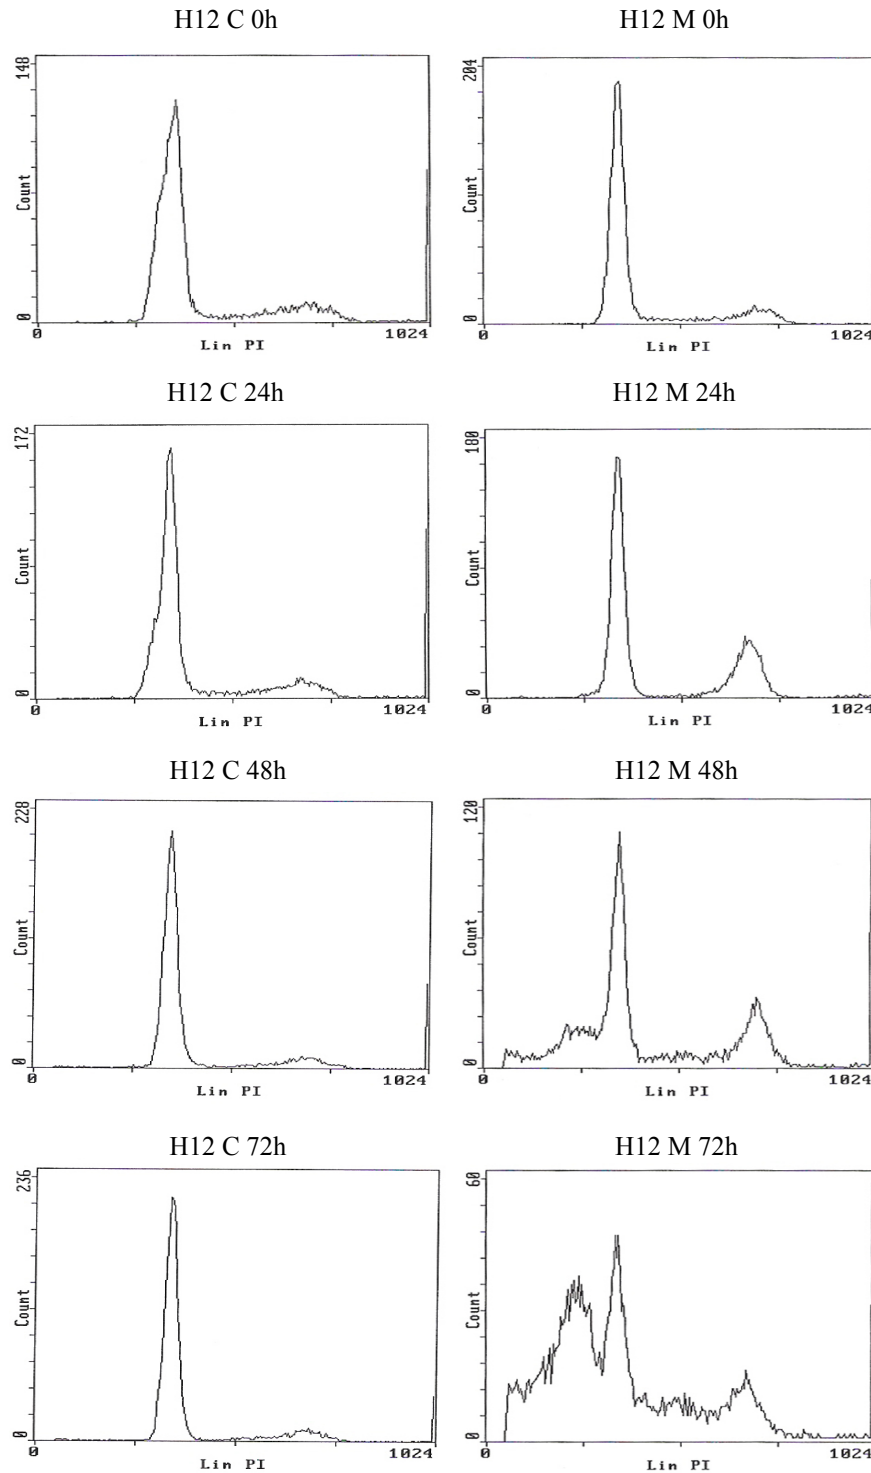 H12 C 0h
H12 M 0h
148
Count
0
0
1024
Lin PI
204
Count
0
0
1024
Lin PI
H12 C 24h
H12 M 24h
172
Count
0
0
1024
Lin PI
180
Count
0
0
1024
Lin PI
H12 C 48h
H12 M 48h
228
Count
0
0
1024
Lin PI
120
Count
0
0
1024
Lin PI
H12 C 72h
H12 M 72h
236
Count
0
0
1024
Lin PI
60
Count
0
0
1024
Lin PI